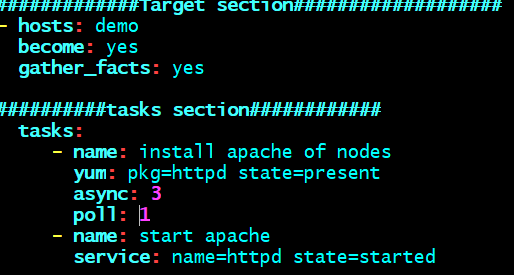 #############Target section###################
- hosts: demo
become: yes
gather_facts: yes
##########tasks section############
tasks:
- name: install apache of nodes
yum: pkg=httpd state=present
async: 3
poll: 1
- name: start apache
service: name=httpd state=started